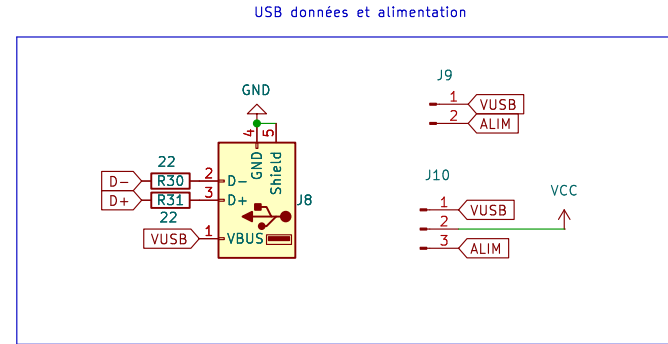 USB données et alimentation
GND
4
5
GND
Shield
22
D-
R30
2
D-
D+
R31
3
D+
22
VUSB
1
VBUS
J8
J9
1
VUSB
2
ALIM
J10
1
VUSB
2
3
ALIM
VCC